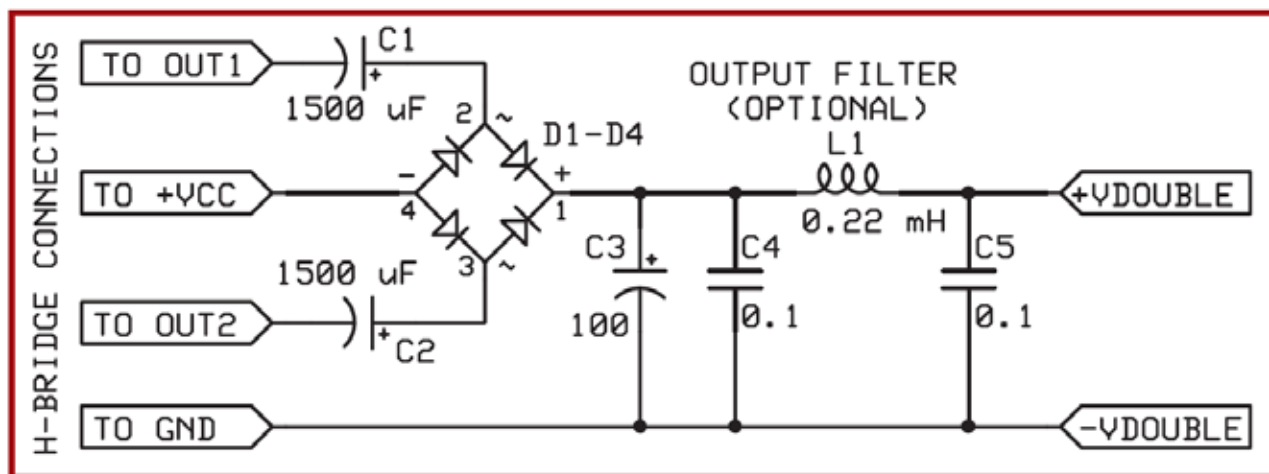 H-BRIDGE CONNECTIONS
TO OUT1
C1
+
1500 uF
2
~
D1-D4
OUTPUT FILTER
(OPTIONAL)
L1
TO +VCC
-
4
+
1
0.22 mH
+VDOUBLE
3
~
1500 uF
C3
+
C4
C5
TO OUT2
+
C2
100
0.1
0.1
TO GND
-VDOUBLE